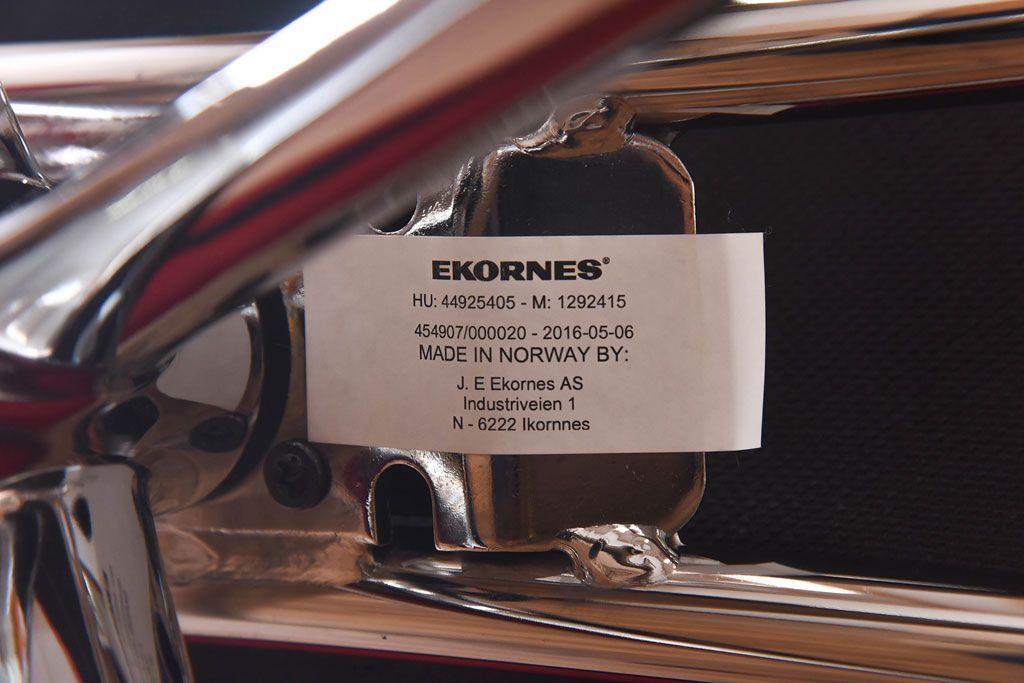 EKORNES®
HU: 44925405 - M: 1292415
454907/000020 - 2016-05-06
MADE IN NORWAY BY:
J. E Ekornes AS
Industriveien 1
N - 6222 Ikornnes